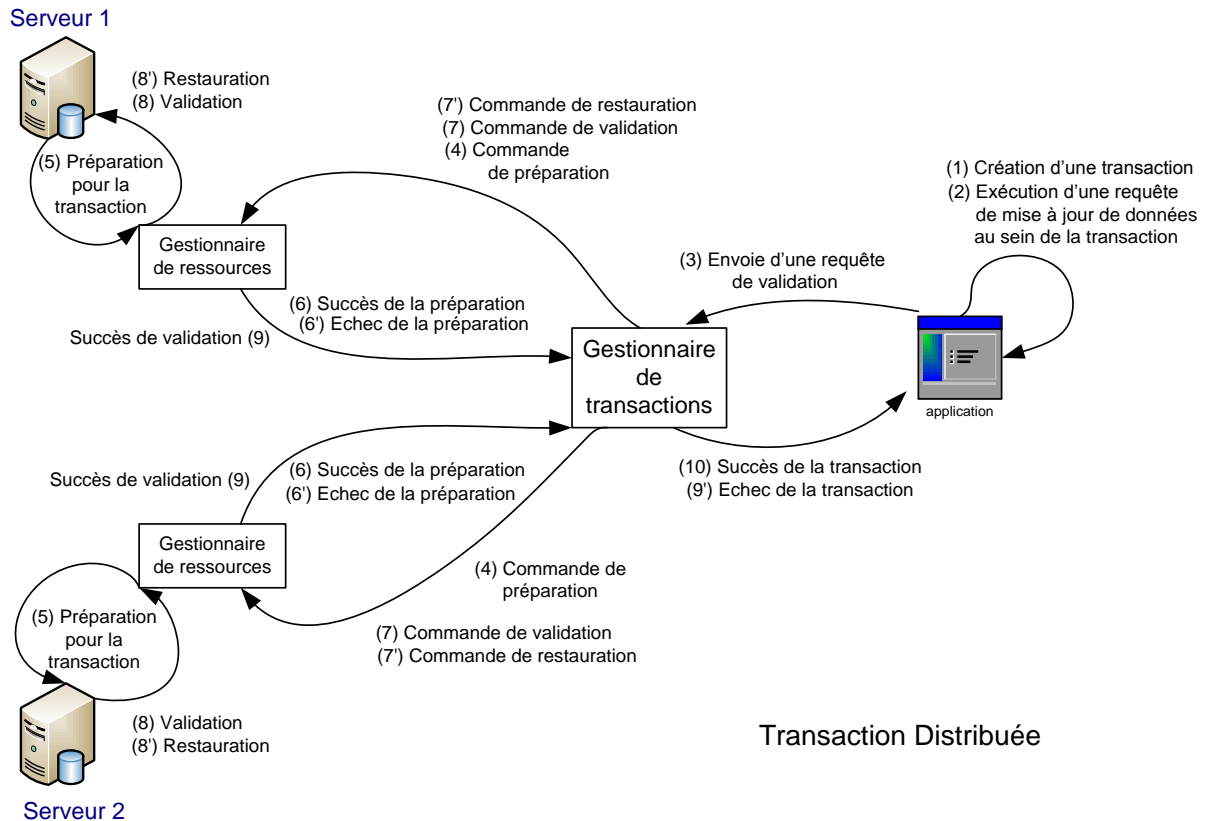 Serveur 1
(8') Restauration
(8) Validation
(5) Préparation
pour la
transaction
Gestionnaire
de ressources
(7') Commande de restauration
(7) Commande de validation
(4) Commande
de préparation
(1) Création d'une transaction
(2) Exécution d'une requête
de mise à jour de données
au sein de la transaction
(3) Envoie d'une requête
de validation
(6) Succès de la préparation
(6') Echec de la préparation
Succès de validation (9)
Gestionnaire
de
transactions
application
(10) Succès de la transaction
(9') Echec de la transaction
Succès de validation (9)
(6) Succès de la préparation
(6') Echec de la préparation
Gestionnaire
de ressources
(4) Commande de
préparation
(7) Commande de validation
(7') Commande de restauration
(5) Préparation
pour la
transaction
(8) Validation
(8') Restauration
Serveur 2
Transaction Distribuée